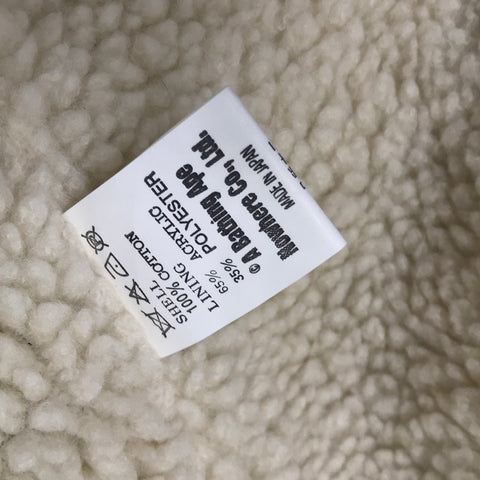 SHELL
100% COTTON
LINING
65% ACRYLIC
35% POLYESTER
© A Bathing Ape
Nowhere Co., Ltd.
MADE IN JAPAN